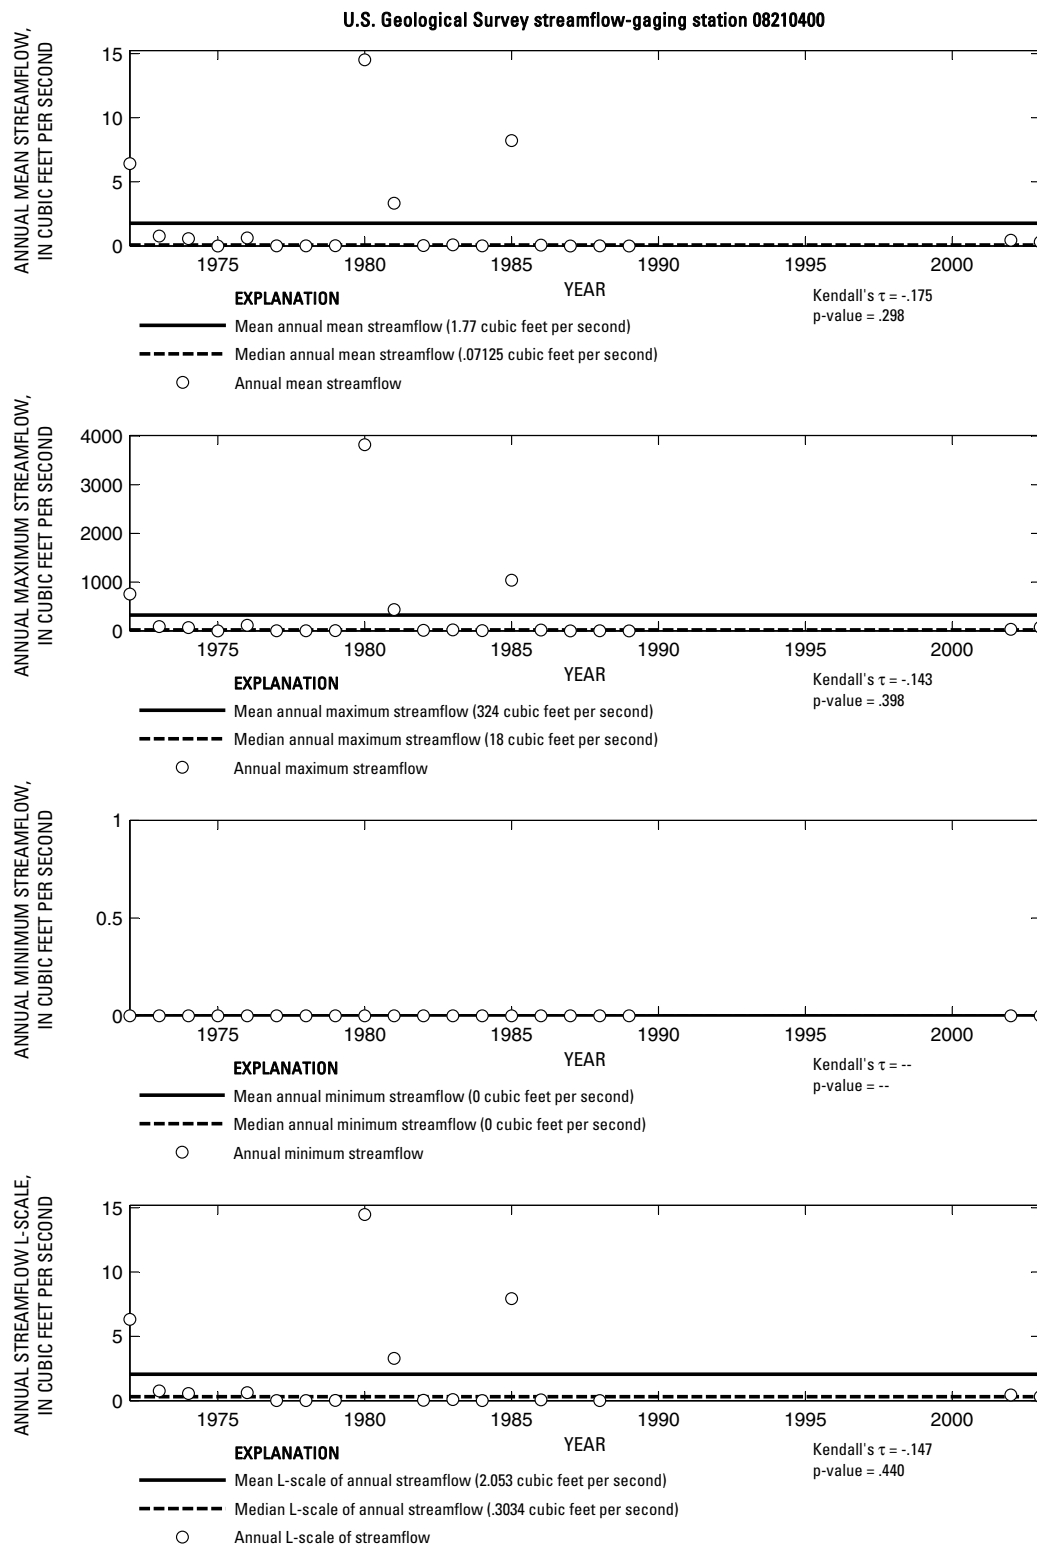 U.S. Geological Survey streamflow-gaging station 08210400
ANNUAL MEAN STREAMFLOW,
IN CUBIC FEET PER SECOND
15
10
5
0
1975 1980 1985 1990 1995 2000
YEAR
EXPLANATION
Mean annual mean streamflow (1.77 cubic feet per second)
Median annual mean streamflow (.07125 cubic feet per second)
Annual mean streamflow
Kendall's τ = -.175
p-value = .298
ANNUAL MAXIMUM STREAMFLOW,
IN CUBIC FEET PER SECOND
4000
3000
2000
1000
0
1975 1980 1985 1990 1995 2000
YEAR
EXPLANATION
Mean annual maximum streamflow (324 cubic feet per second)
Median annual maximum streamflow (18 cubic feet per second)
Annual maximum streamflow
Kendall's τ = -.143
p-value = .398
ANNUAL MINIMUM STREAMFLOW,
IN CUBIC FEET PER SECOND
1
0.5
0
1975 1980 1985 1990 1995 2000
YEAR
EXPLANATION
Mean annual minimum streamflow (0 cubic feet per second)
Median annual minimum streamflow (0 cubic feet per second)
Annual minimum streamflow
Kendall's τ = --
p-value = --
ANNUAL STREAMFLOW L-SCALE,
IN CUBIC FEET PER SECOND
15
10
5
0
1975 1980 1985 1990 1995 2000
YEAR
EXPLANATION
Mean L-scale of annual streamflow (2.053 cubic feet per second)
Median L-scale of annual streamflow (.3034 cubic feet per second)
Annual L-scale of streamflow
Kendall's τ = -.147
p-value = .440